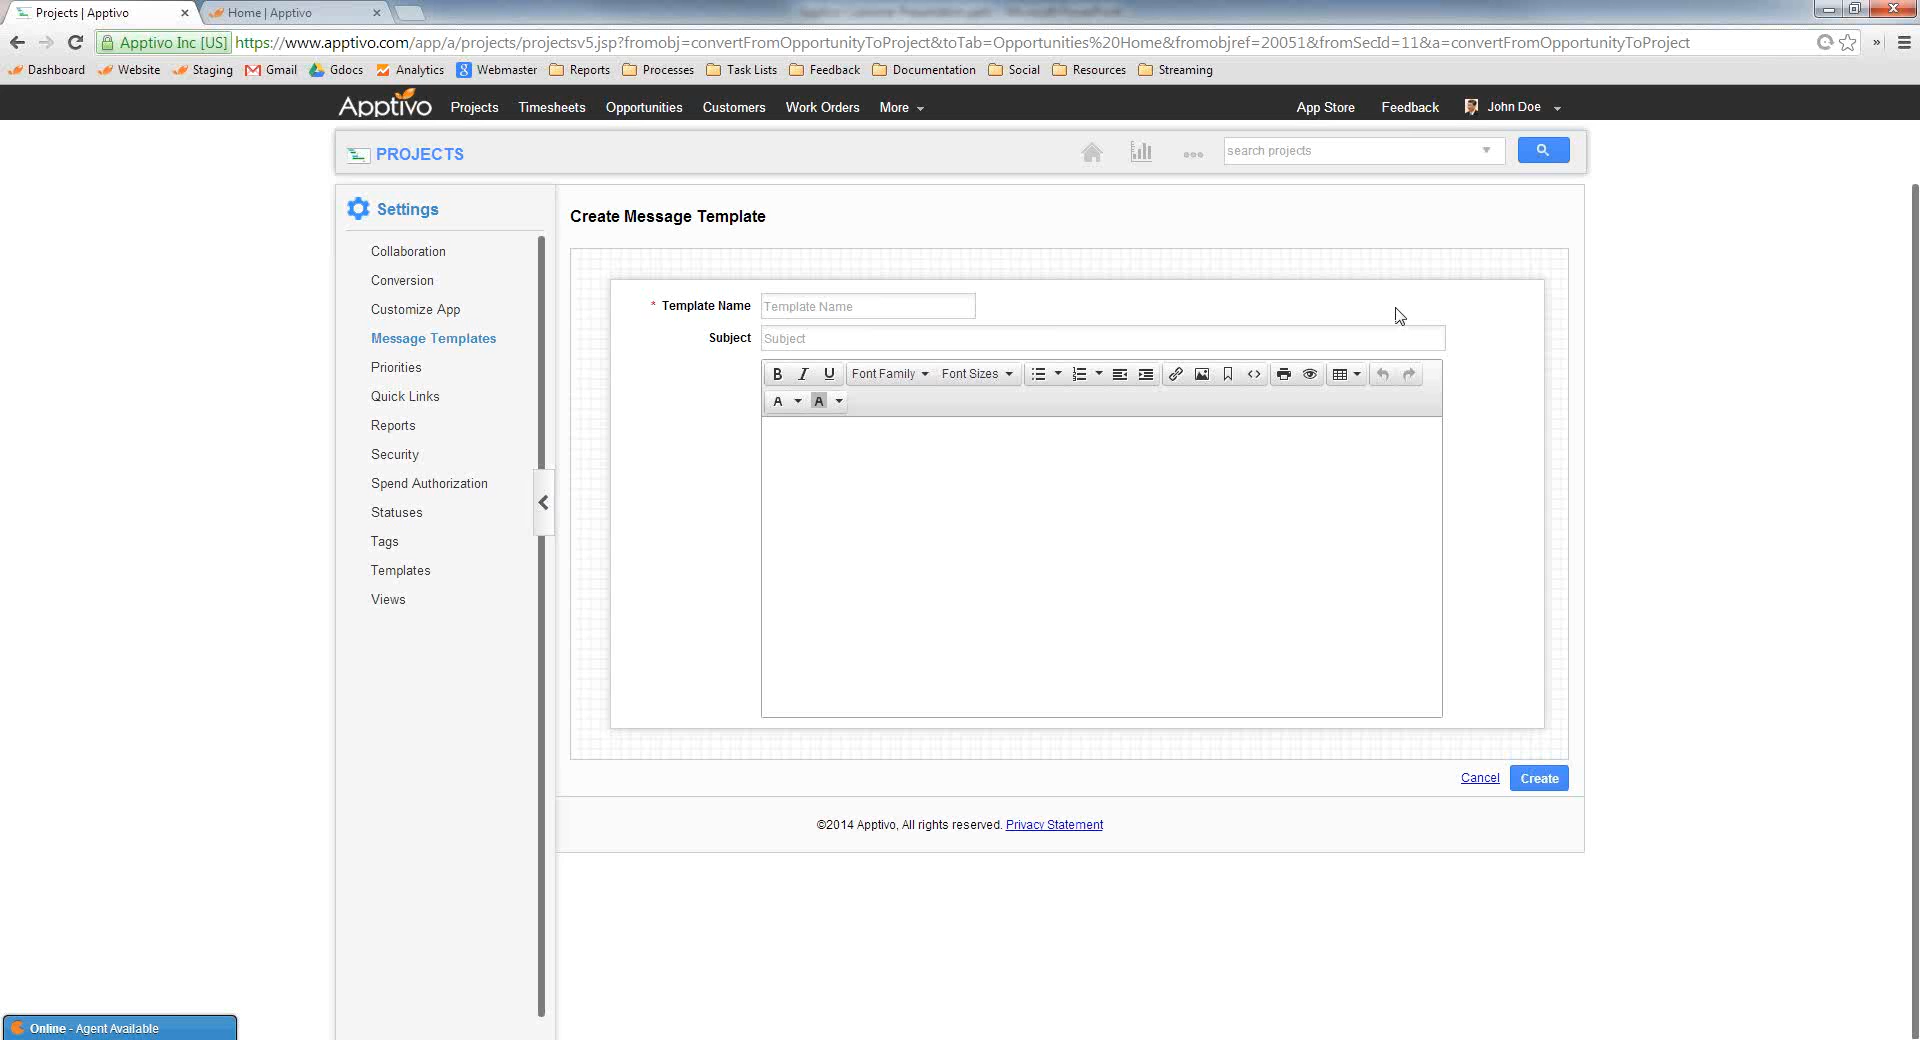 Projects | Apptivo
Home | Apptivo
Apptivo Inc [US] https://www.apptivo.com/app/a/projects/projectsv5.jsp?fromobj=convertFromOpportunityToProject&toTab=Opportunities%20Home&fromobjref=20051&fromSecId=11&a=convertFromOpportunityToProject
Dashboard Website Staging Gmail Gdocs Analytics Webmaster Reports Processes Task Lists Feedback Documentation Social Resources Streaming
Apptivo Projects Timesheets Opportunities Customers Work Orders More App Store Feedback John Doe
PROJECTS
search projects
Settings
Collaboration
Conversion
Customize App
Message Templates
Priorities
Quick Links
Reports
Security
Spend Authorization
Statuses
Tags
Templates
Views
Create Message Template
* Template Name Template Name
Subject Subject
B I U Font Family Font Sizes
A A
Cancel Create
©2014 Apptivo, All rights reserved. Privacy Statement
Online - Agent Available